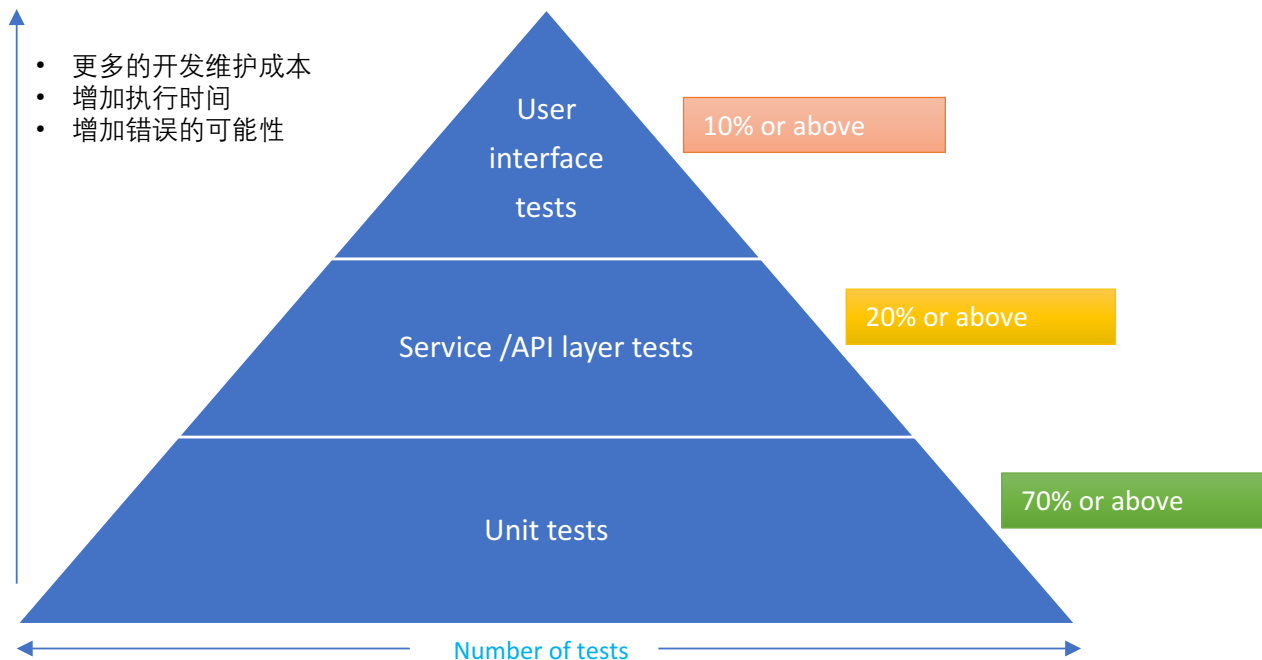 • 更多的开发维护成本
• 增加执行时间
• 增加错误的可能性
User
interface
tests
10% or above
Service /API layer tests
20% or above
Unit tests
70% or above
Number of tests